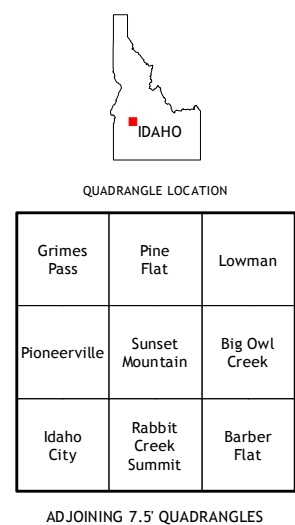 IDAHO
QUADRANGLE LOCATION
Grimes
Pass
Pine
Flat
Lowman
Pioneerville
Sunset
Mountain
Big Owl
Creek
Idaho
City
Rabbit
Creek
Summit
Barber
Flat
ADJOINING 7.5' QUADRANGLES